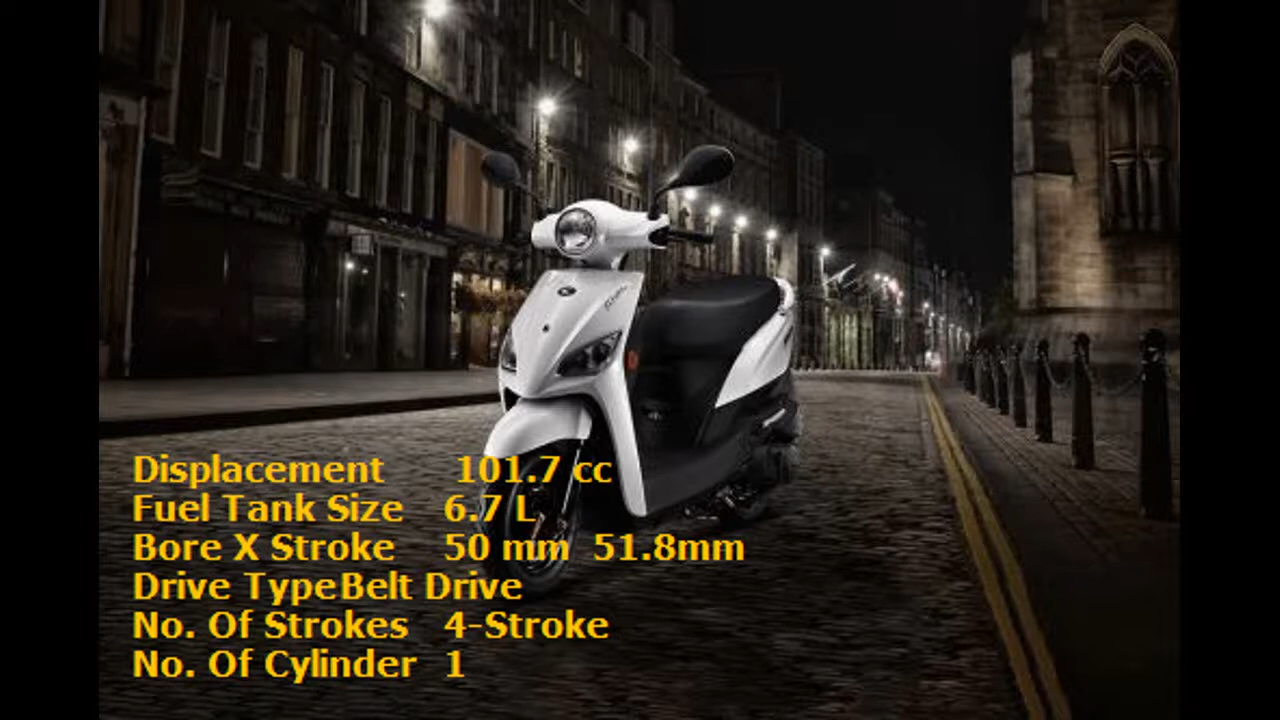 Displacement 101.7 cc
Fuel Tank Size 6.7 L
Bore X Stroke 50 mm 51.8mm
Drive TypeBelt Drive
No. Of Strokes 4-Stroke
No. Of Cylinder 1